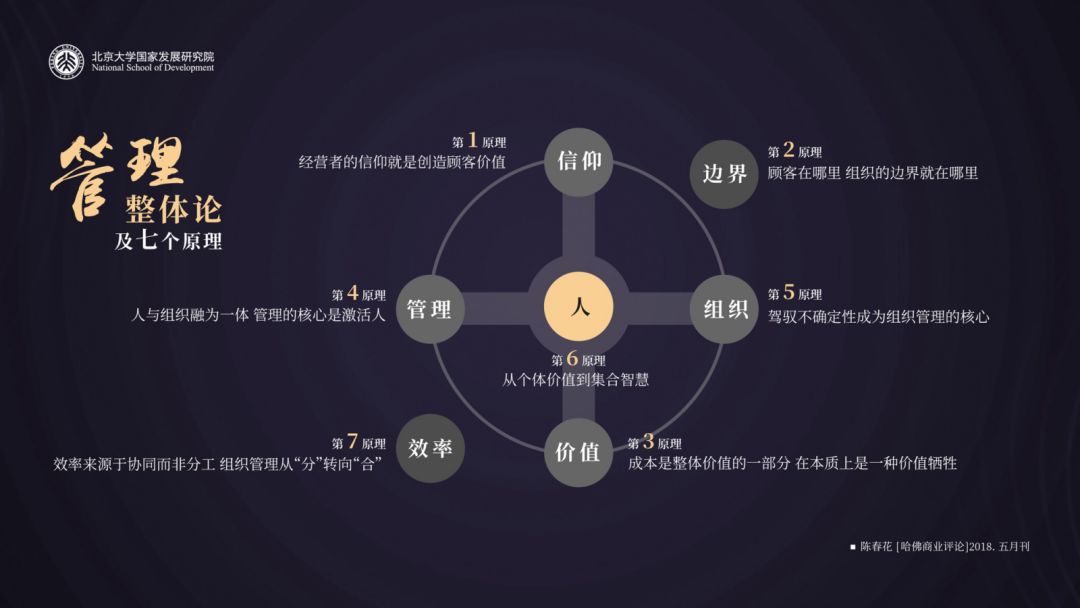 北京大学国家发展研究院
National School of Development
管理
整体论
及七个原理
第1原理
经营者的信仰就是创造顾客价值
信仰
边界
第2原理
顾客在哪里 组织的边界就在哪里
第4原理
人与组织融为一体 管理的核心是激活人
管理
人
组织
第5原理
驾驭不确定性成为组织管理的核心
第6原理
从个体价值到集合智慧
第7原理
效率来源于协同而非分工 组织管理从“分”转向“合”
效率
价值
第3原理
成本是整体价值的一部分 在本质上是一种价值牺牲
■ 陈春花 [哈佛商业评论]2018. 五月刊